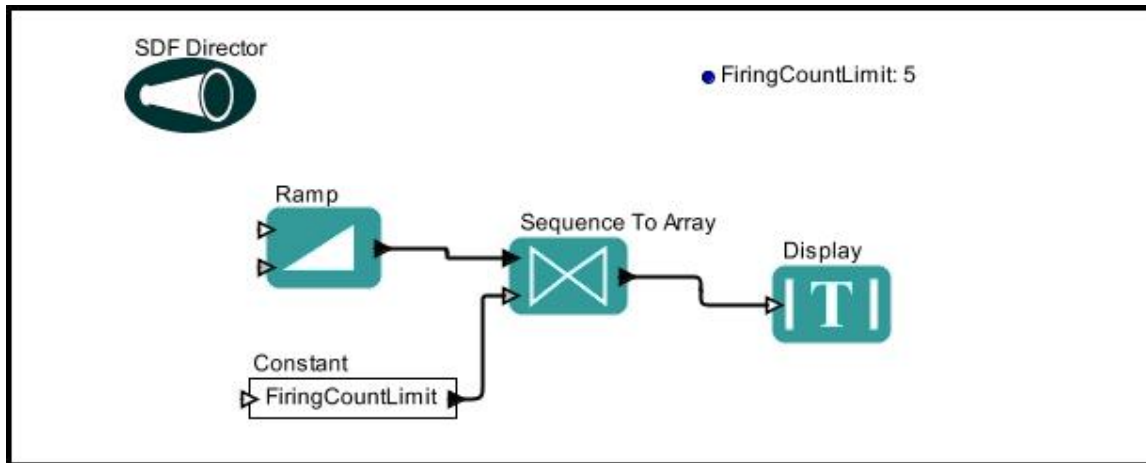 SDF Director
FiringCountLimit: 5
Ramp
Sequence To Array
Display
T
Constant
FiringCountLimit